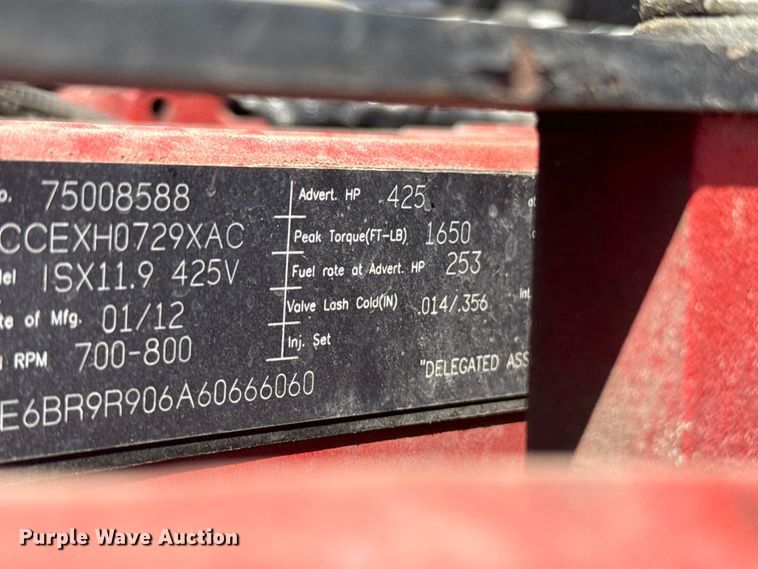 o. 75008588
CCEXH0729XAC
del ISX11.9 425V
te of Mfg. 01/12
RPM 700-800
E6BR9R906A60666060
Advert. HP 425
Peak Torque(FT-LB) 1650
Fuel rate at Advert. HP 253
Valve Lash Cold(IN) .014/.356
Inj. Set
at
Int.
"DELEGATED ASS
Purple Wave Auction